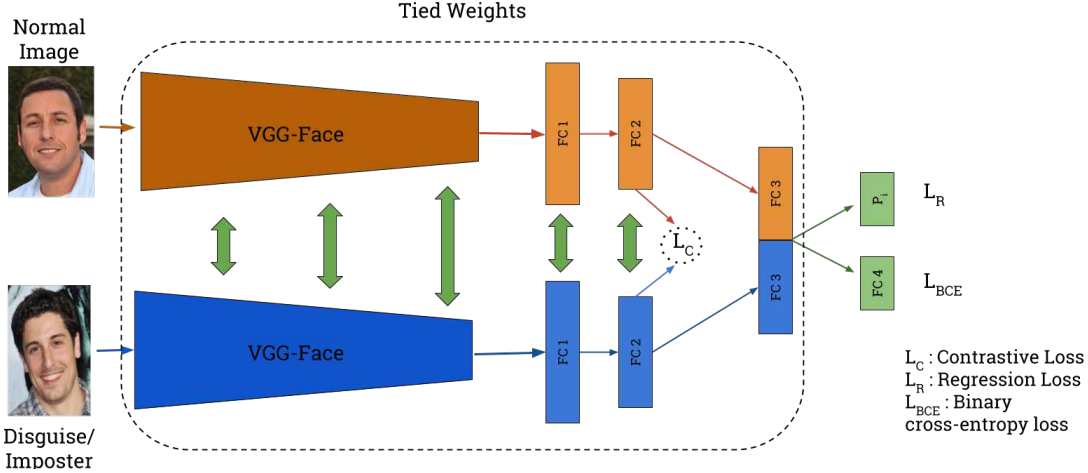 Tied Weights
Normal
Image
VGG-Face
FC 1
FC 2
FC 3
P_i
L_R
L_C
VGG-Face
FC 1
FC 2
FC 3
FC 4
L_BCE
Disguise/
Imposter
L_C : Contrastive Loss
L_R : Regression Loss
L_BCE : Binary
cross-entropy loss